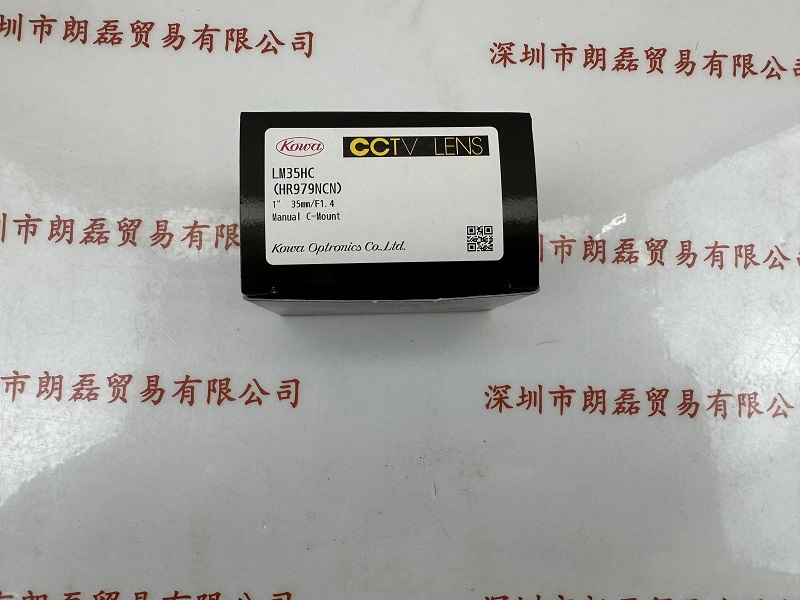 深圳市朗磊贸易有限公司
深圳市朗磊贸易有限公司
Kowa CCTV LENS
LM35HC
(HR979NCN)
1" 35mm/F1.4
Manual C-Mount
Kowa Optronics Co.,Ltd.
市朗磊贸易有
深圳市朗磊贸易有限公司
市朗磊贸易有限公司
深圳市朗磊贸易有限公司